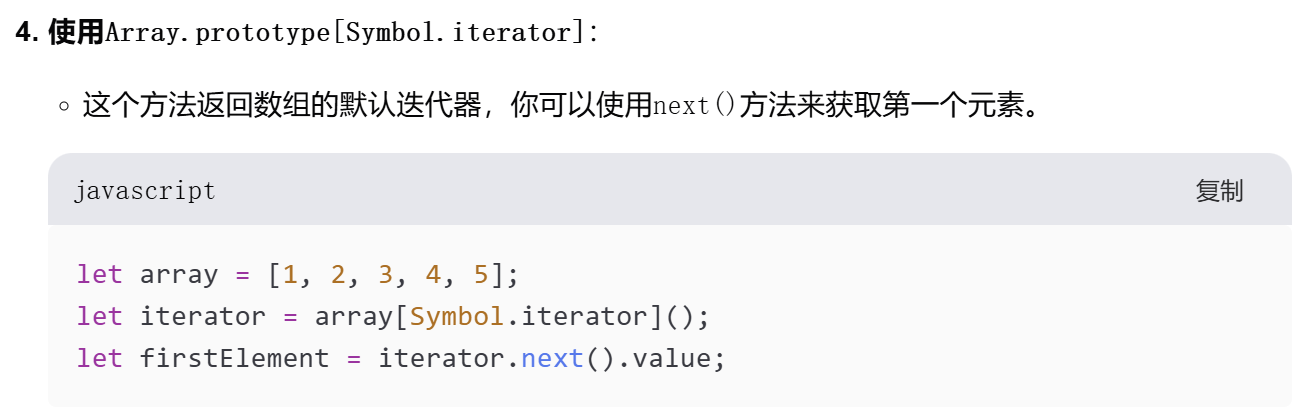 4. 使用Array.prototype[Symbol.iterator]:
这个方法返回数组的默认迭代器，你可以使用next()方法来获取第一个元素。
javascript 复制
let array = [1, 2, 3, 4, 5];
let iterator = array[Symbol.iterator]();
let firstElement = iterator.next().value;